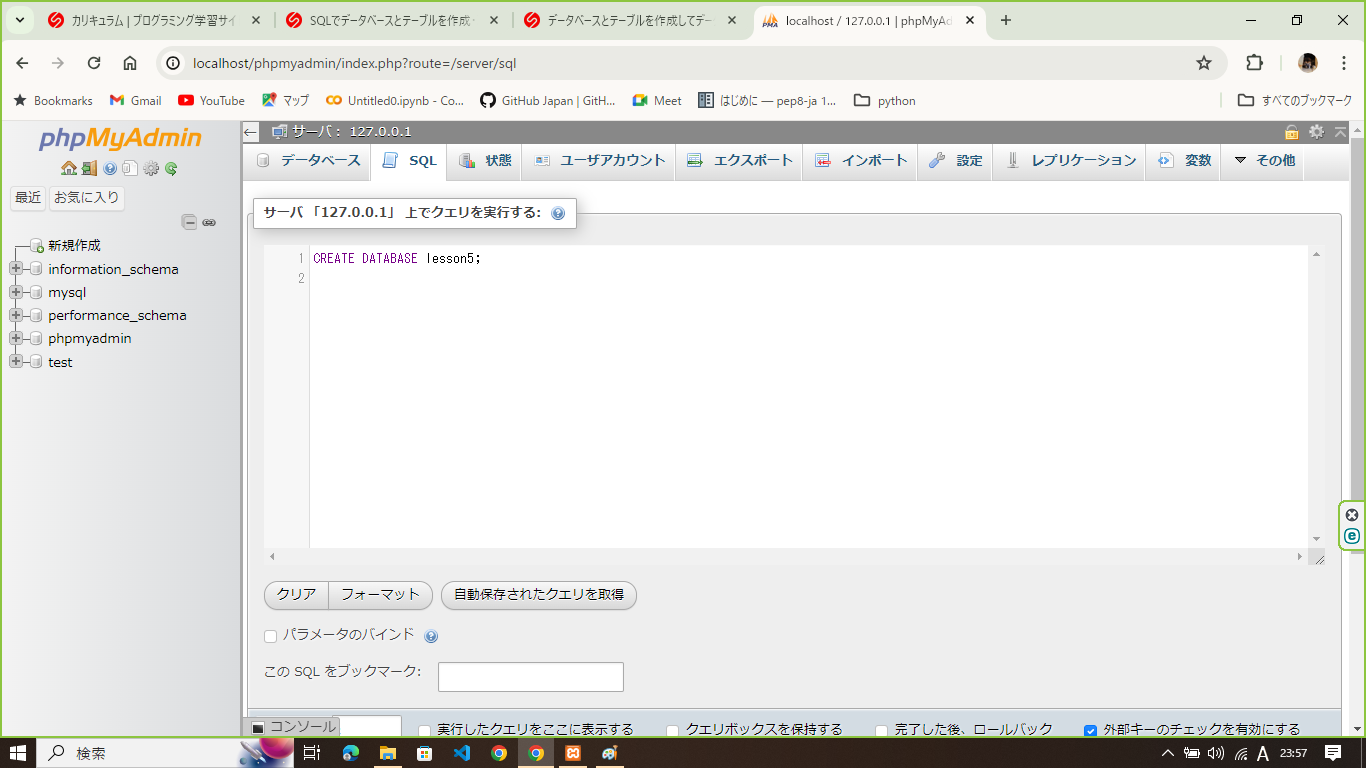 カリキュラム | プログラミング学習サイ
SQLでデータベースとテーブルを作成
データベースとテーブルを作成してデー
localhost / 127.0.0.1 | phpMyAd
localhost/phpmyadmin/index.php?route=/server/sql
Bookmarks
Gmail
YouTube
マップ
Untitled0.ipynb - Co...
GitHub Japan | GitH...
Meet
はじめに — pep8-ja 1...
python
すべてのブックマーク
phpMyAdmin
最近
お気に入り
新規作成
information_schema
mysql
performance_schema
phpmyadmin
test
サーバ: 127.0.0.1
データベース
SQL
状態
ユーザアカウント
エクスポート
インポート
設定
レプリケーション
変数
その他
サーバ 「127.0.0.1」 上でクエリを実行する:
1 CREATE DATABASE lesson5;
2
クリア
フォーマット
自動保存されたクエリを取得
パラメータのバインド
この SQL をブックマーク:
コンソール
実行したクエリをここに表示する
クエリボックスを保持する
完了した後、ロールバック
外部キーのチェックを有効にする
検索
A
23:57